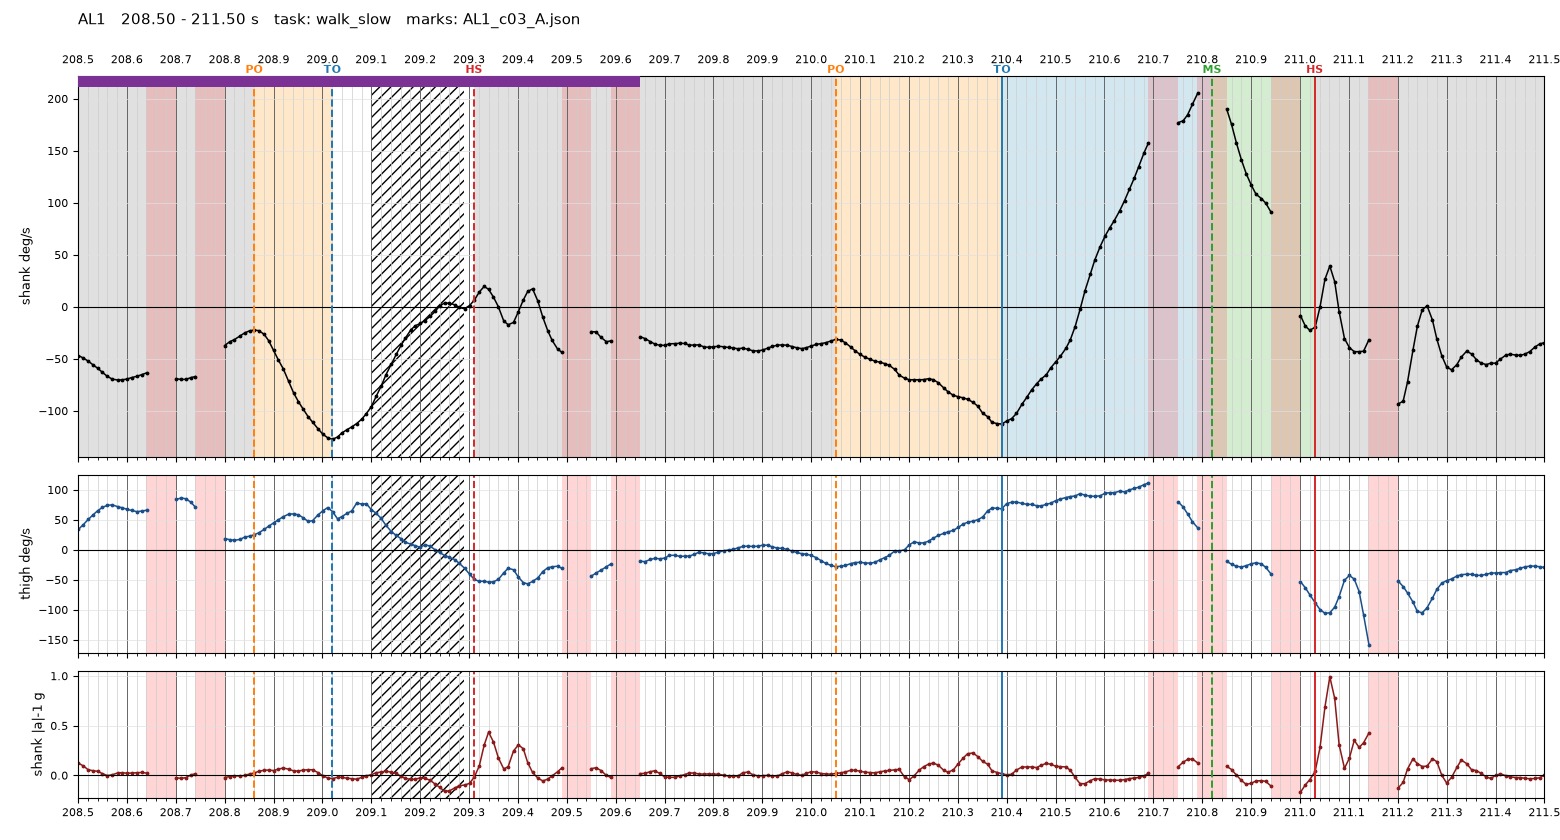 AL1 208.50 - 211.50 s task: walk_slow marks: AL1_c03_A.json
208.5 208.6 208.7 208.8 208.9 209.0 209.1 209.2 209.3 209.4 209.5 209.6 209.7 209.8 209.9 210.0 210.1 210.2 210.3 210.4 210.5 210.6 210.7 210.8 210.9 211.0 211.1 211.2 211.3 211.4 211.5
PO TO HS PO TO MS HS
200
150
100
50
0
−50
−100
shank deg/s
100
50
0
−50
−100
−150
thigh deg/s
1.0
0.5
0.0
shank |a|-1 g
208.5 208.6 208.7 208.8 208.9 209.0 209.1 209.2 209.3 209.4 209.5 209.6 209.7 209.8 209.9 210.0 210.1 210.2 210.3 210.4 210.5 210.6 210.7 210.8 210.9 211.0 211.1 211.2 211.3 211.4 211.5